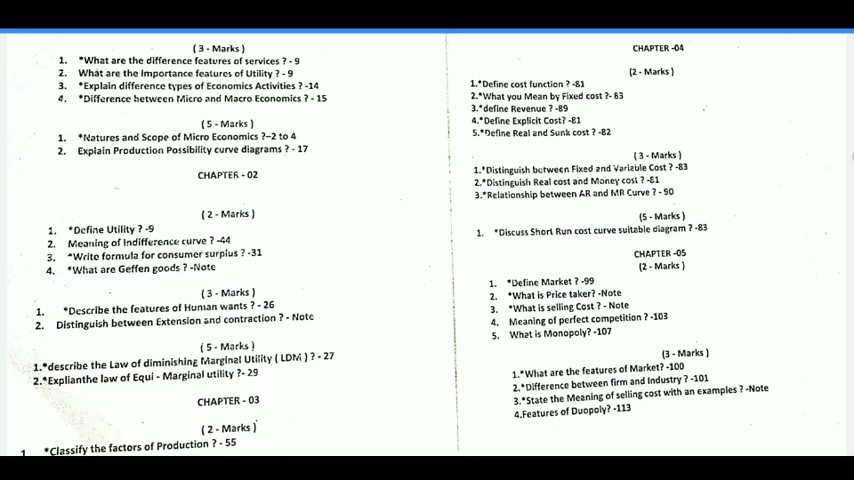 ( 3 - Marks )
1. *What are the difference features of services ? - 9
2. What are the Importance features of Utility ? - 9
3. *Explain difference types of Economics Activities ? -14
4. *Difference between Micro and Macro Economics ? - 15
( 5 - Marks )
1. *Natures and Scope of Micro Economics ?–2 to 4
2. Explain Production Possibility curve diagrams ? - 17
CHAPTER - 02
( 2 - Marks )
1. *Define Utility ? -9
2. Meaning of Indifference curve ? -44
3. *Write formula for consumer surplus ? -31
4. *What are Geffen goods ? -Note
( 3 - Marks )
1. *Describe the features of Human wants ? - 26
2. Distinguish between Extension and contraction ? - Note
( 5 - Marks )
1.*describe the Law of diminishing Marginal Utility ( LDM ) ? - 27
2.*Explianthe law of Equi - Marginal utility ?- 29
CHAPTER - 03
( 2 - Marks )
1 *Classify the factors of Production ? - 55
CHAPTER -04
(2 - Marks )
1.*Define cost function ? -81
2.*What you Mean by Fixed cost ?- 83
3.*define Revenue ? -89
4.*Define Explicit Cost? -81
5.*Define Real and Sunk cost ? -82
( 3 - Marks )
1.*Distinguish between Fixed and Variable Cost ? -83
2.*Distinguish Real cost and Money cost ? -81
3.*Relationship between AR and MR Curve ? - 90
(5 - Marks )
1. *Discuss Short Run cost curve suitable diagram ? -83
CHAPTER -05
(2 - Marks )
1. *Define Market ? -99
2. *What is Price taker? -Note
3. *What is selling Cost ? - Note
4. Meaning of perfect competition ? -103
5. What is Monopoly? -107
(3 - Marks )
1.*What are the features of Market? -100
2.*Difference between firm and Industry ? -101
3.*State the Meaning of selling cost with an examples ? -Note
4.Features of Duopoly? -113